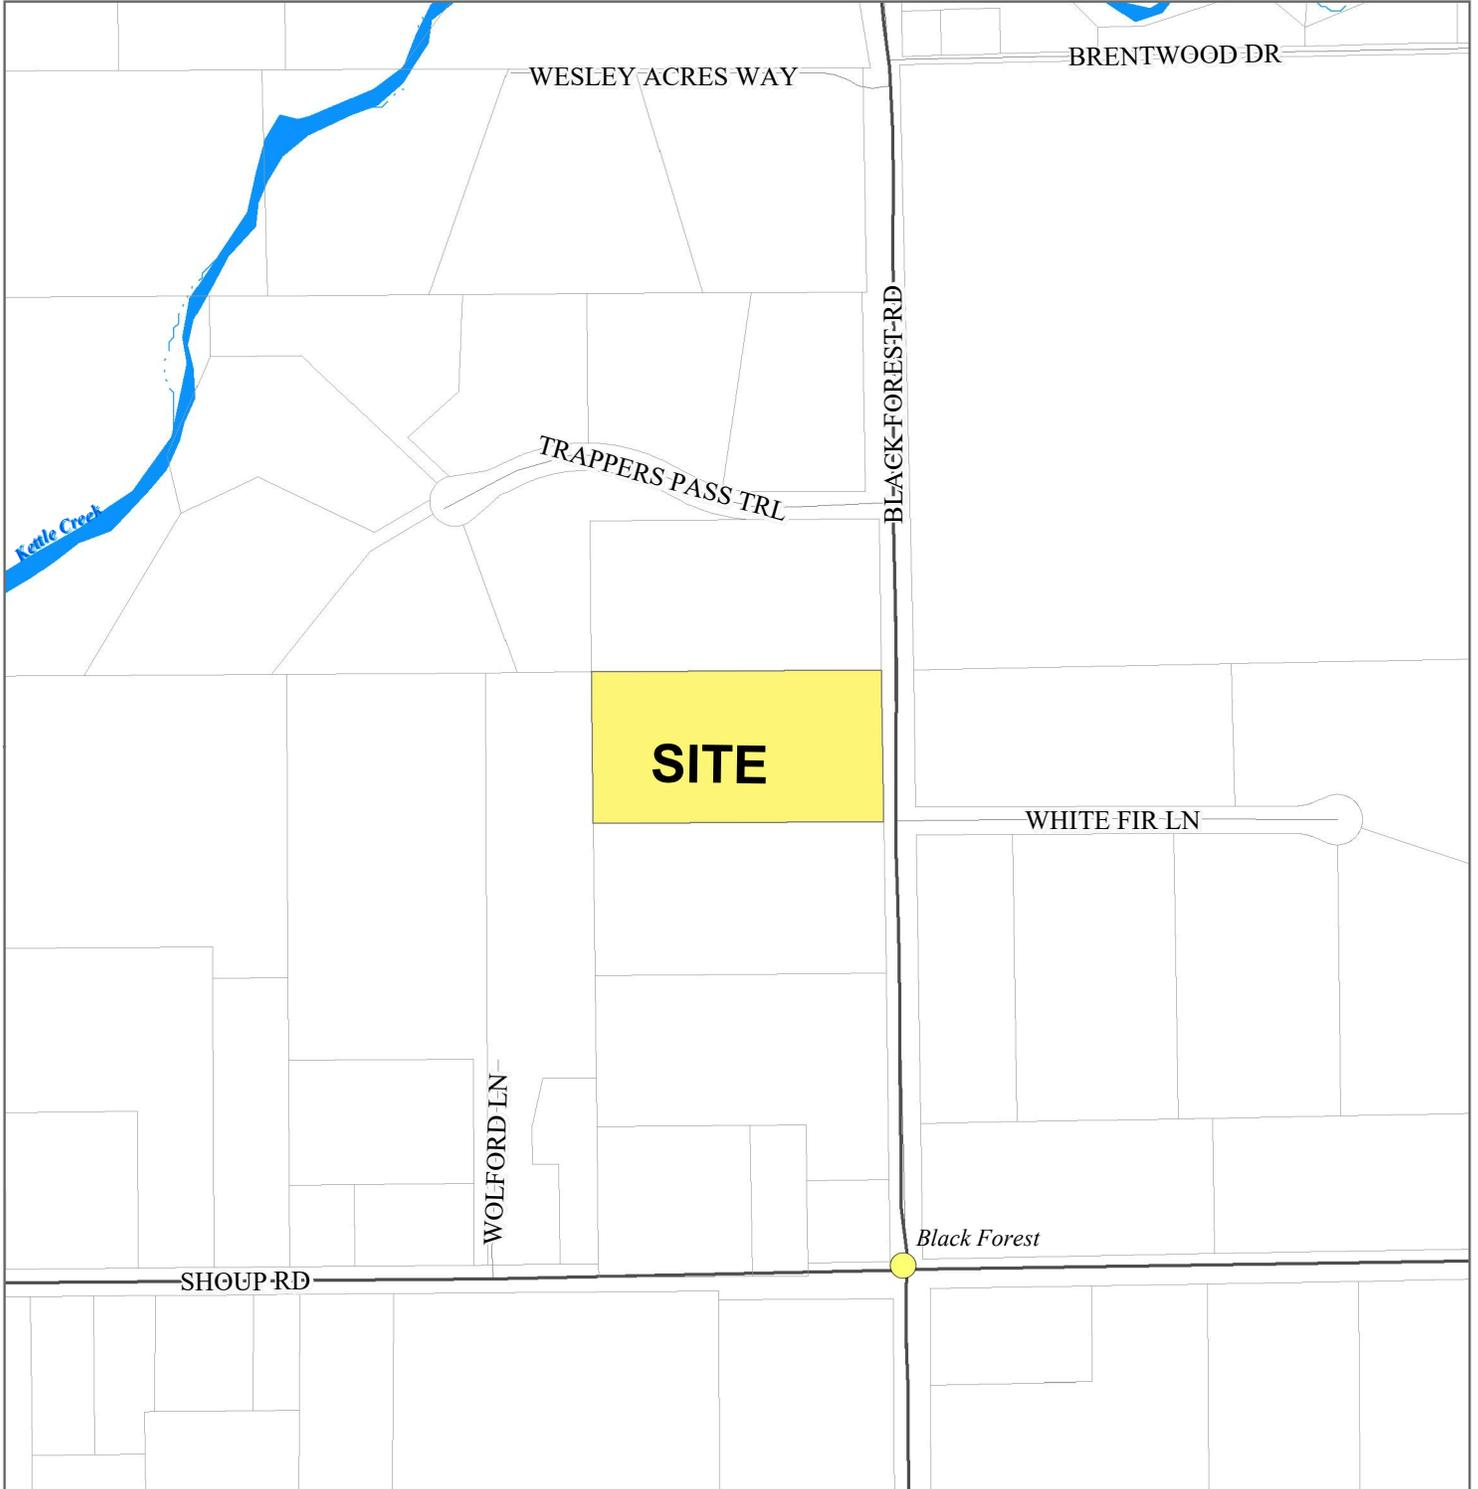 BRENTWOOD DR
WESLEY ACRES WAY
BLACK FOREST RD
TRAPPERS PASS TRL
Kettle Creek
SITE
WHITE FIR LN
WOLFORD LN
Black Forest
SHOUP RD